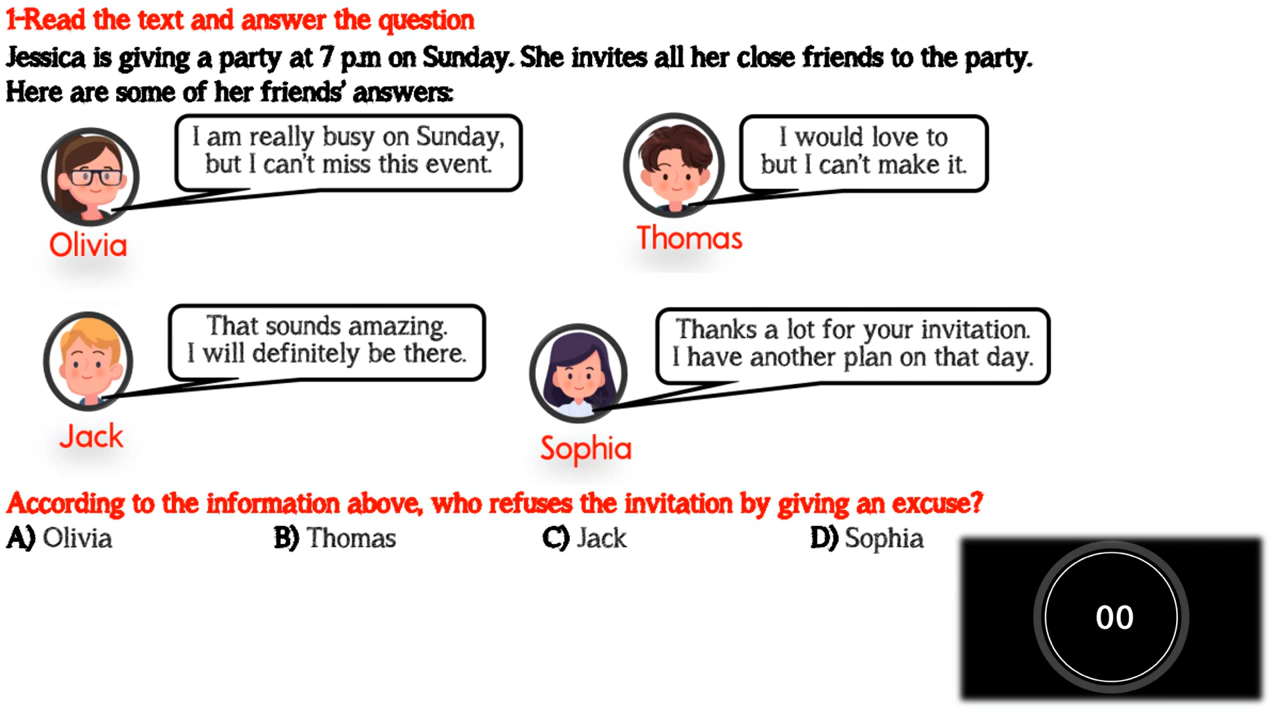 1-Read the text and answer the question
Jessica is giving a party at 7 p.m on Sunday. She invites all her close friends to the party.
Here are some of her friends' answers:
I am really busy on Sunday,
but I can't miss this event.
Olivia
I would love to
but I can't make it.
Thomas
That sounds amazing.
I will definitely be there.
Jack
Thanks a lot for your invitation.
I have another plan on that day.
Sophia
According to the information above, who refuses the invitation by giving an excuse?
A) Olivia B) Thomas C) Jack D) Sophia
00